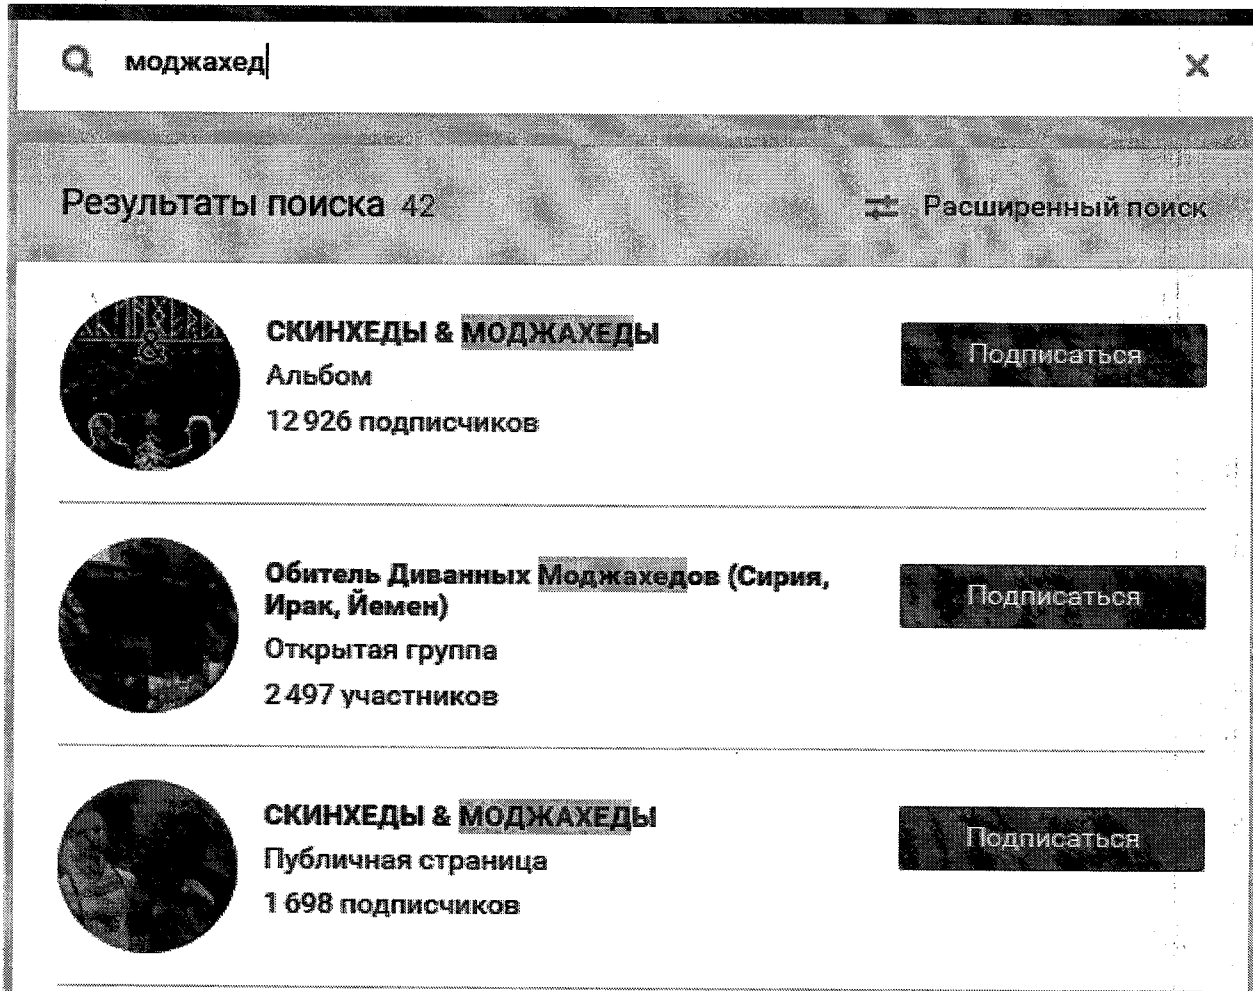 моджахед
Результаты поиска 42
Расширенный поиск
СКИНХЕДЫ & МОДЖАХЕДЫ
Альбом
12 926 подписчиков
Подписаться
Обитель Диванных Моджахедов (Сирия,
Ирак, Йемен)
Открытая группа
2 497 участников
Подписаться
СКИНХЕДЫ & МОДЖАХЕДЫ
Публичная страница
1 698 подписчиков
Подписаться